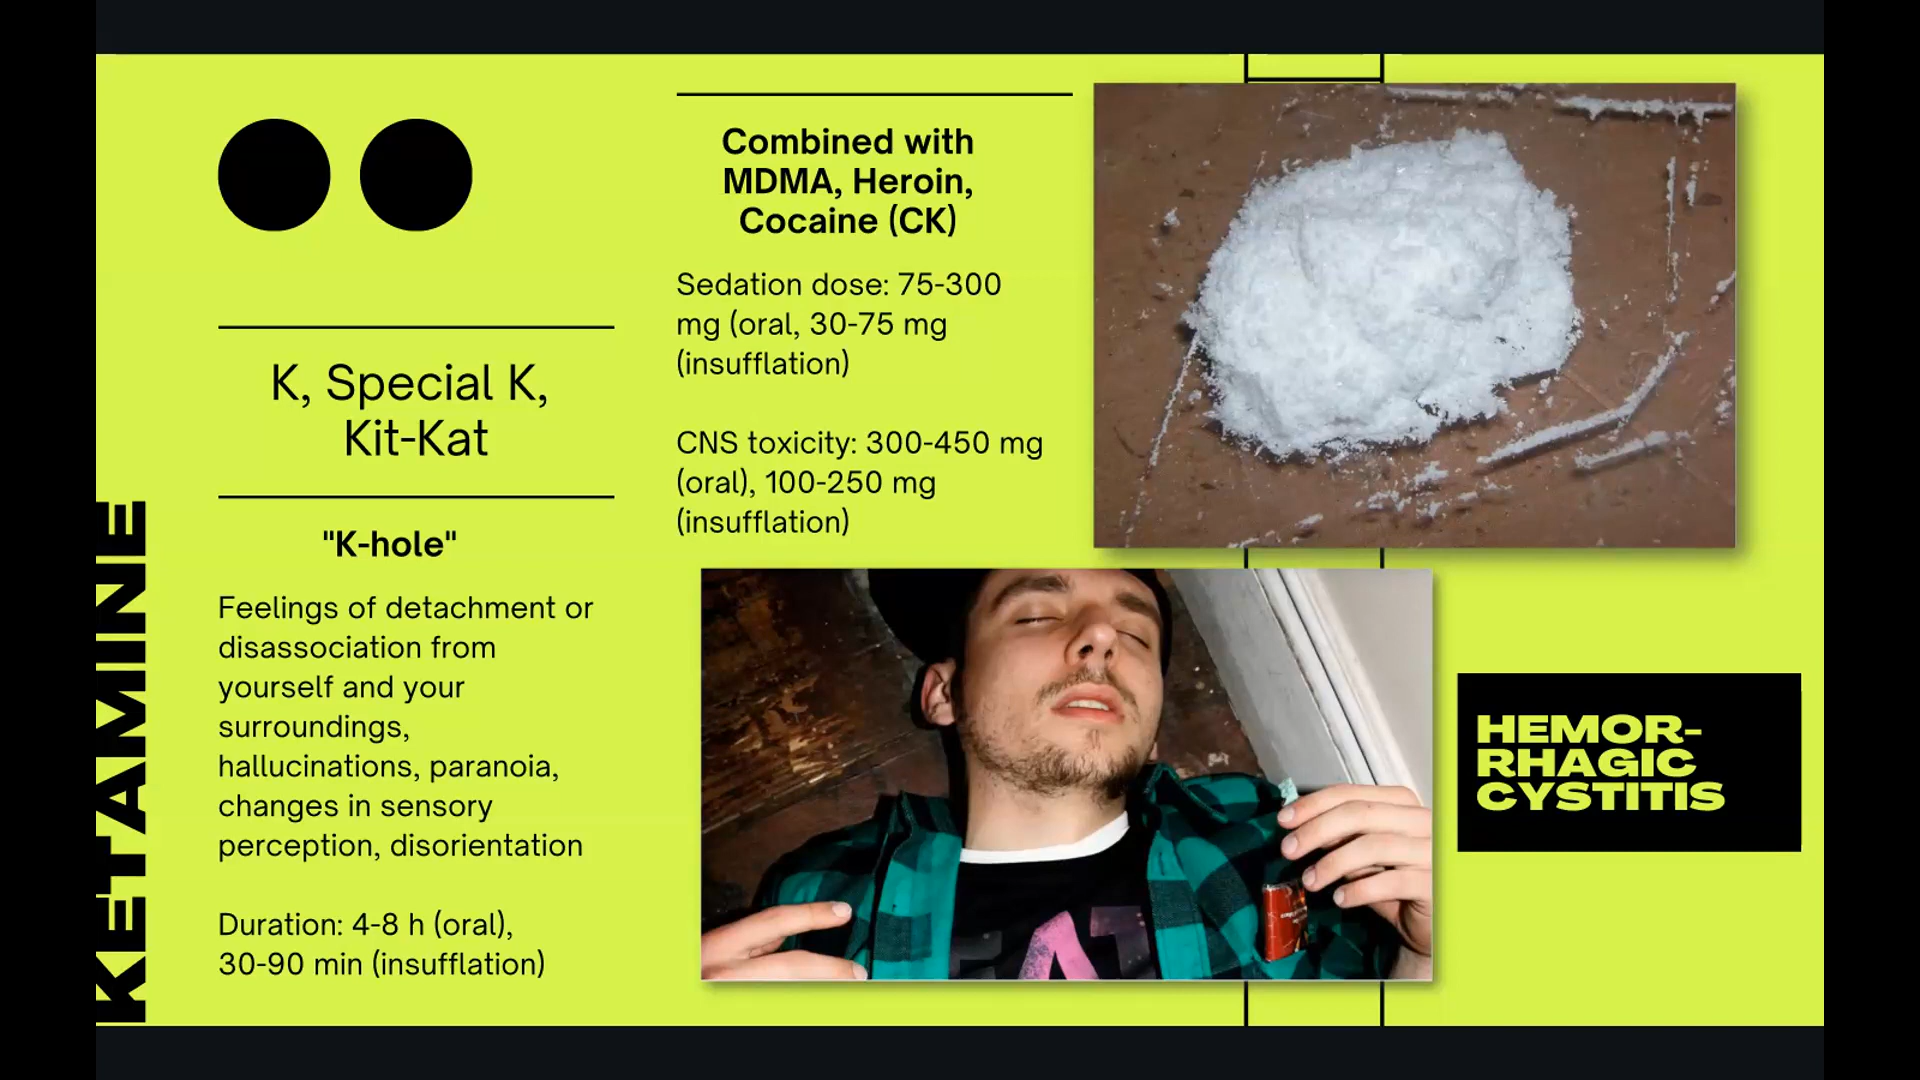 KETAMINE
K, Special K,
Kit-Kat
"K-hole"
Feelings of detachment or
disassociation from
yourself and your
surroundings,
hallucinations, paranoia,
changes in sensory
perception, disorientation
Duration: 4-8 h (oral),
30-90 min (insufflation)
Combined with
MDMA, Heroin,
Cocaine (CK)
Sedation dose: 75-300
mg (oral, 30-75 mg
(insufflation)
CNS toxicity: 300-450 mg
(oral), 100-250 mg
(insufflation)
HEMOR-
RHAGIC
CYSTITIS